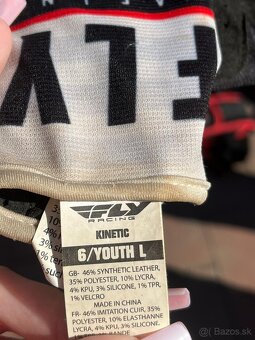 FLY
FLY
RACING
KINETIC
6/YOUTH L
GB- 46% SYNTHETIC LEATHER,
35% POLYESTER, 10% LYCRA,
4% KPU, 3% SILICONE, 1% TPR,
1% VELCRO
MADE IN CHINA
FR- 46% IMITATION CUIR, 35%
POLYESTER, 10% ELASTHANNE
LYCRA, 4% KPU, 3% SILICONE,
bazos.sk